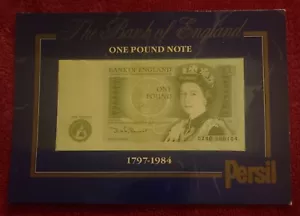 The Bank of England
ONE POUND NOTE
BANK OF ENGLAND
ONE
POUND
1797-1984
Persil